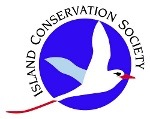 ISLAND CONSERVATION SOCIETY